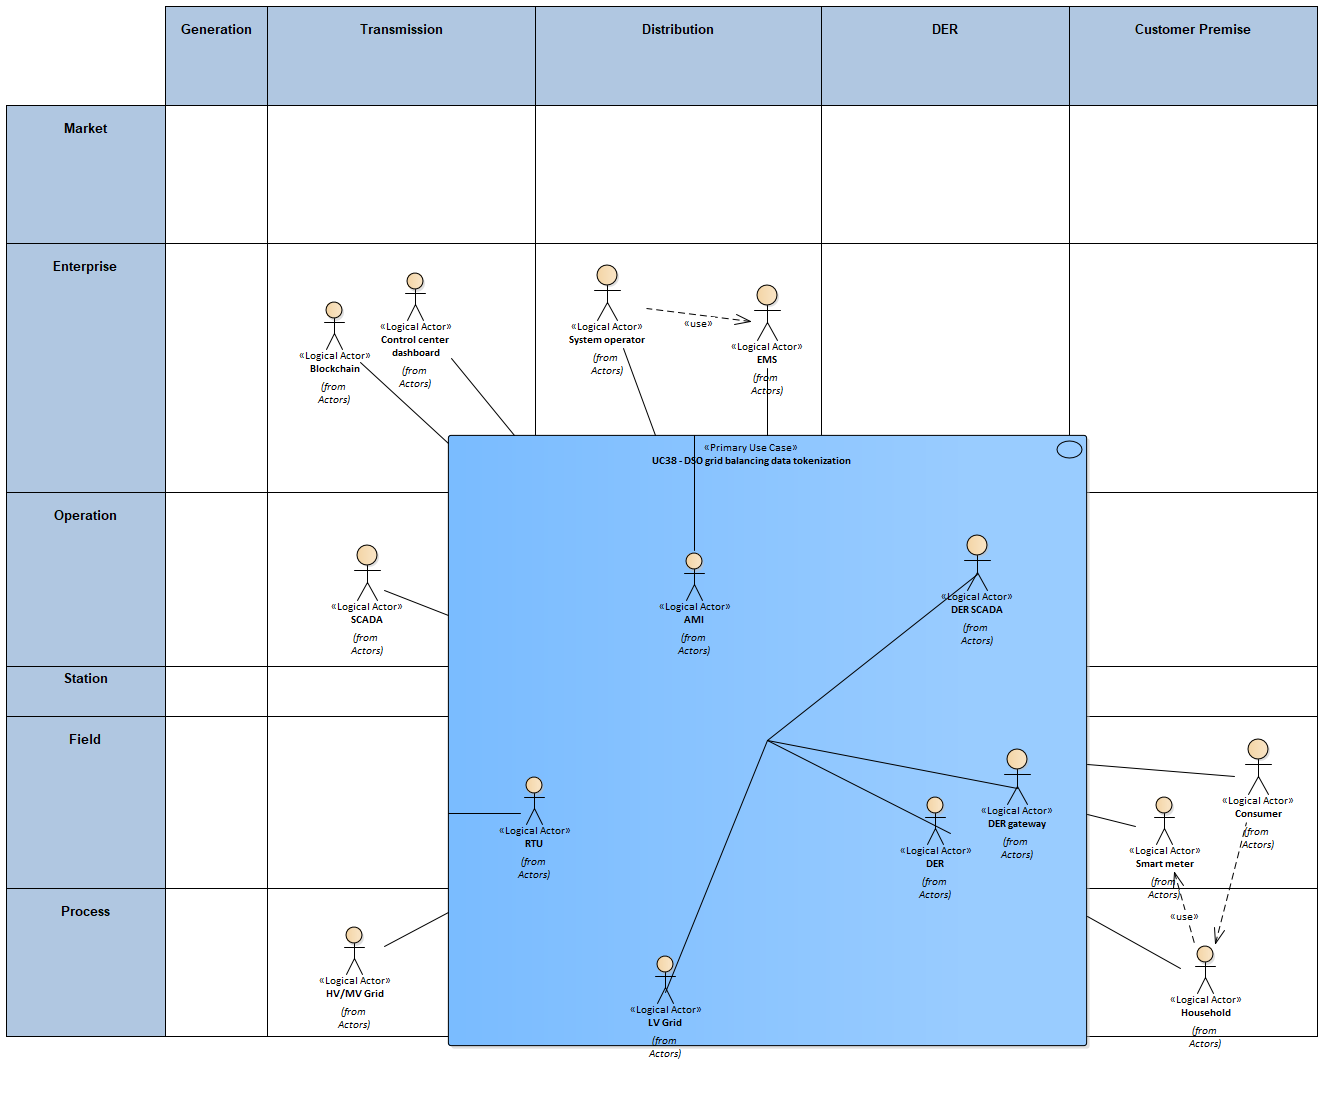 Generation
Transmission
Distribution
DER
Customer Premise
Market
Enterprise
«Logical Actor»
Blockchain
(from
Actors)
«Logical Actor»
Control center
dashboard
(from
Actors)
«Logical Actor»
System operator
(from
Actors)
«use»
«Logical Actor»
EMS
(from
Actors)
«Primary Use Case»
UC38 - DSO grid balancing data tokenization
Operation
«Logical Actor»
SCADA
(from
Actors)
«Logical Actor»
AMI
(from
Actors)
«Logical Actor»
DER SCADA
(from
Actors)
Station
Field
«Logical Actor»
RTU
(from
Actors)
«Logical Actor»
DER
(from
Actors)
«Logical Actor»
DER gateway
(from
Actors)
«Logical Actor»
Smart meter
(from
Actors)
«Logical Actor»
Consumer
(from
Actors)
Process
«Logical Actor»
HV/MV Grid
(from
Actors)
«Logical Actor»
LV Grid
(from
Actors)
«use»
«Logical Actor»
Household
(from
Actors)